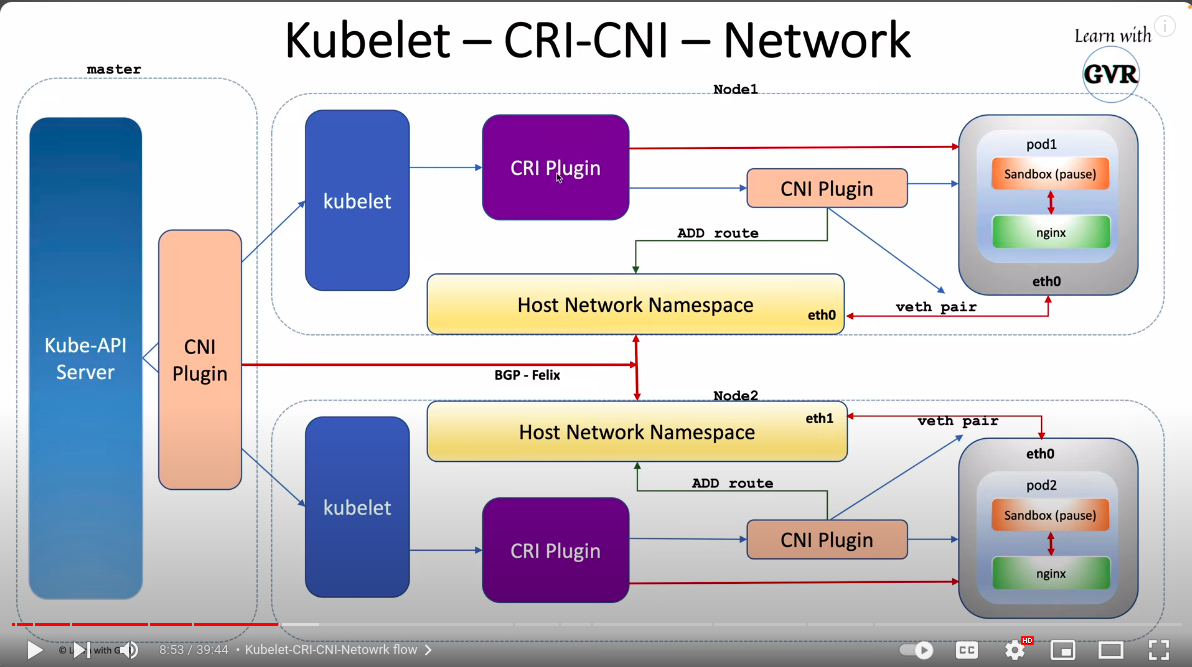 Kubelet – CRI-CNI – Network
Learn with
GVR
master
Node1
Kube-API
Server
CNI
Plugin
kubelet
CRI Plugin
CNI Plugin
pod1
Sandbox (pause)
nginx
eth0
ADD route
veth pair
Host Network Namespace
eth0
BGP - Felix
Node2
Host Network Namespace
eth1
veth pair
eth0
kubelet
ADD route
CRI Plugin
CNI Plugin
pod2
Sandbox (pause)
nginx
8:53 / 39:44 • Kubelet-CRI-CNI-Netowrk flow
CC
HD